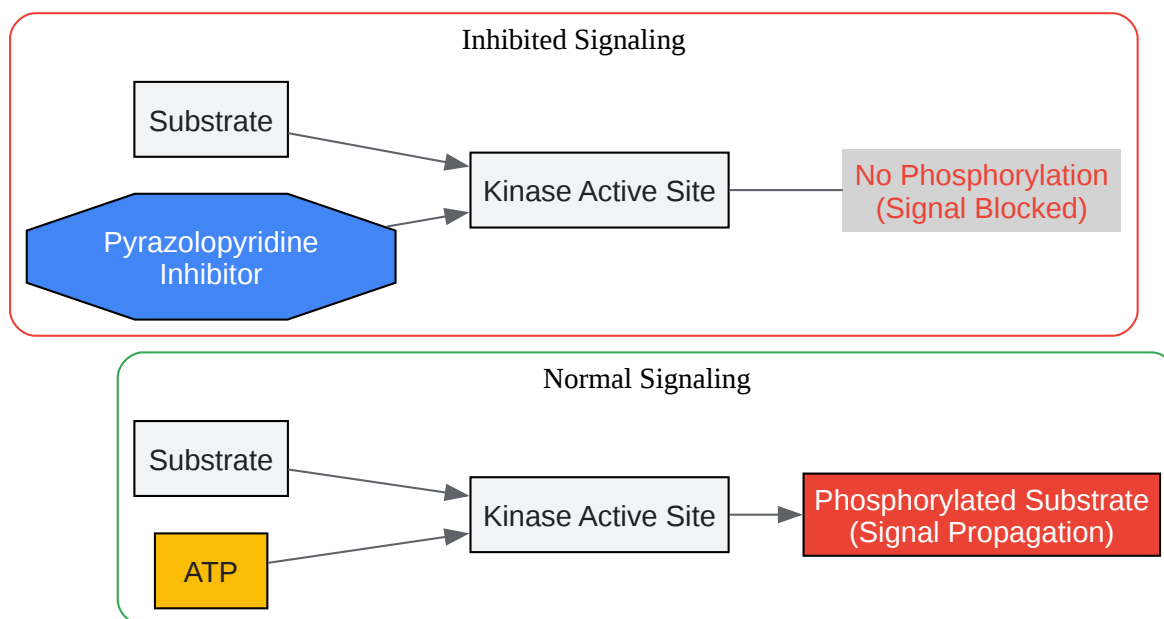 Inhibited Signaling
Substrate
Kinase Active Site
No Phosphorylation
(Signal Blocked)
Pyrazolopyridine
Inhibitor
Normal Signaling
Substrate
Kinase Active Site
Phosphorylated Substrate
(Signal Propagation)
ATP